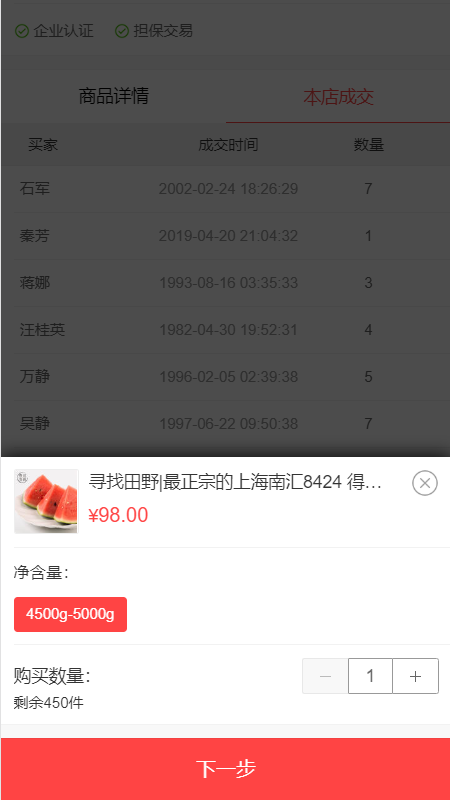 企业认证 担保交易
商品详情 本店成交
买家 成交时间 数量
石军 2002-02-24 18:26:29 7
秦芳 2019-04-20 21:04:32 1
蒋娜 1993-08-16 03:35:33 3
汪桂英 1982-04-30 19:52:31 4
万静 1996-02-05 02:39:38 5
吴静 1997-06-22 09:50:38 7
寻找田野|最正宗的上海南汇8424 得…
¥98.00
净含量：
4500g-5000g
购买数量： 1
剩余450件
下一步